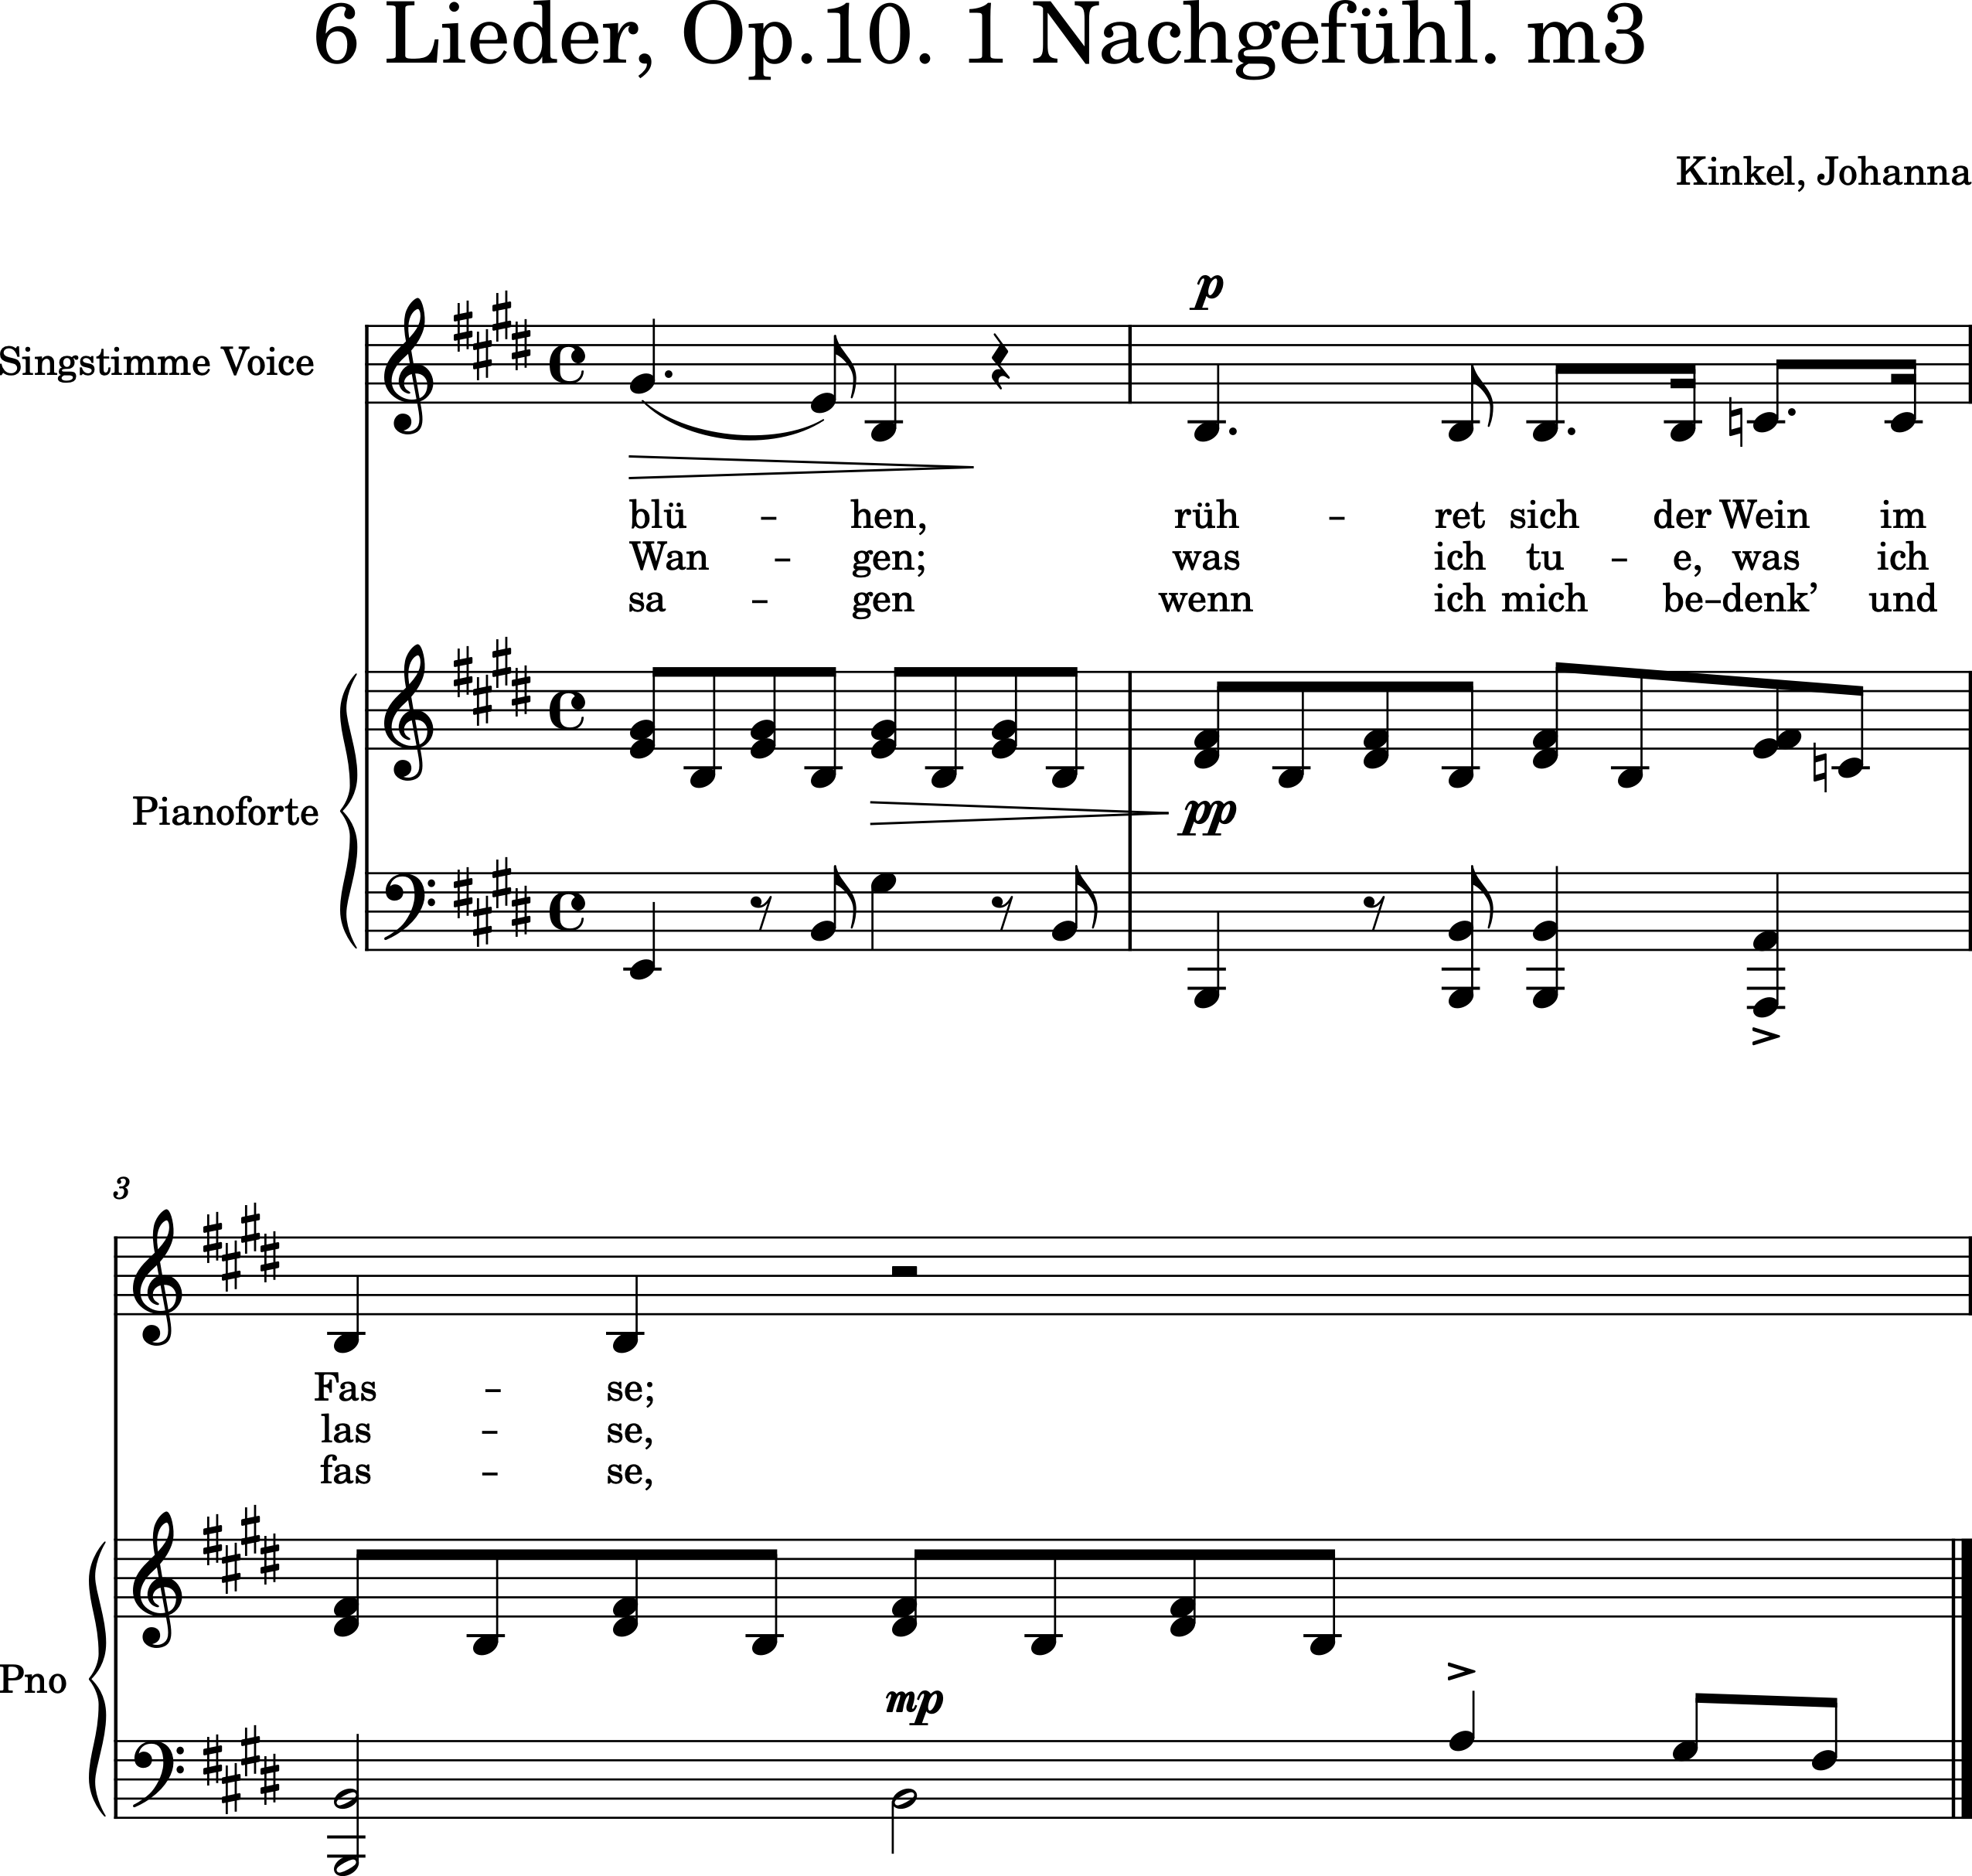 6 Lieder, Op.10. 1 Nachgefühl. m3
Kinkel, Johanna
p
Singstimme Voice
blü – hen, rüh – ret sich der Wein im
Wan – gen; was ich tu – e, was ich
sa – gen wenn ich mich be–denk’ und
Pianoforte
pp
3
Fas – se;
las – se,
fas – se,
Pno
mp